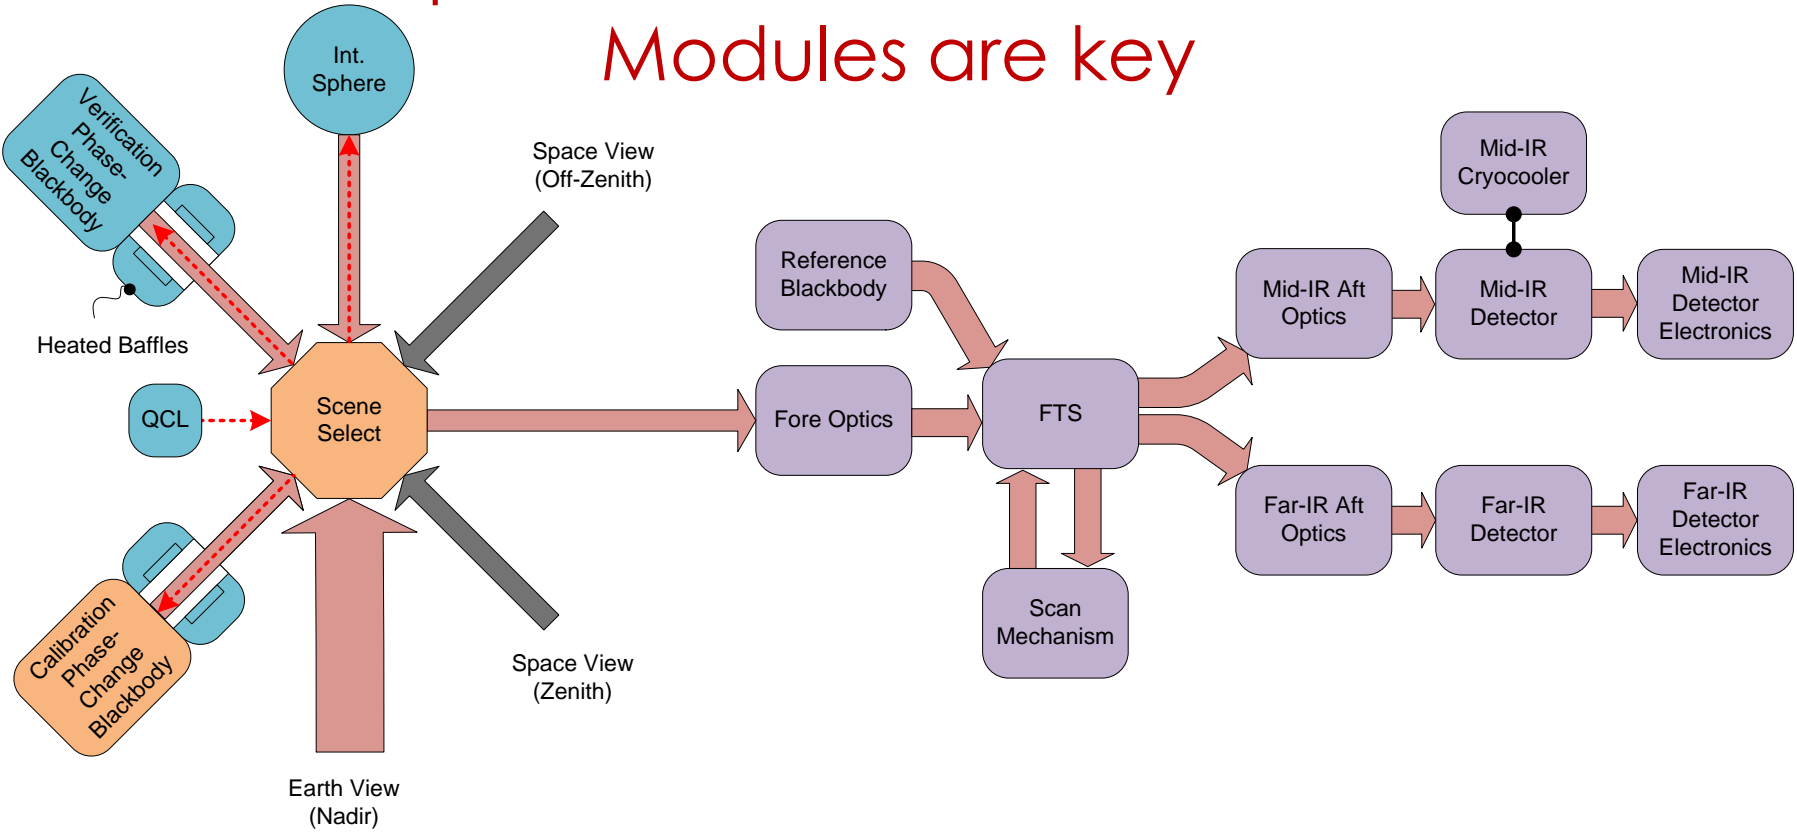 Modules are key
Int.
Sphere
Verification
Phase-
Change
Blackbody
Space View
(Off-Zenith)
Mid-IR
Cryocooler
Reference
Blackbody
Mid-IR Aft
Optics
Mid-IR
Detector
Mid-IR
Detector
Electronics
Heated Baffles
QCL
Scene
Select
Fore Optics
FTS
Far-IR Aft
Optics
Far-IR
Detector
Far-IR
Detector
Electronics
Calibration
Phase-
Change
Blackbody
Scan
Mechanism
Space View
(Zenith)
Earth View
(Nadir)